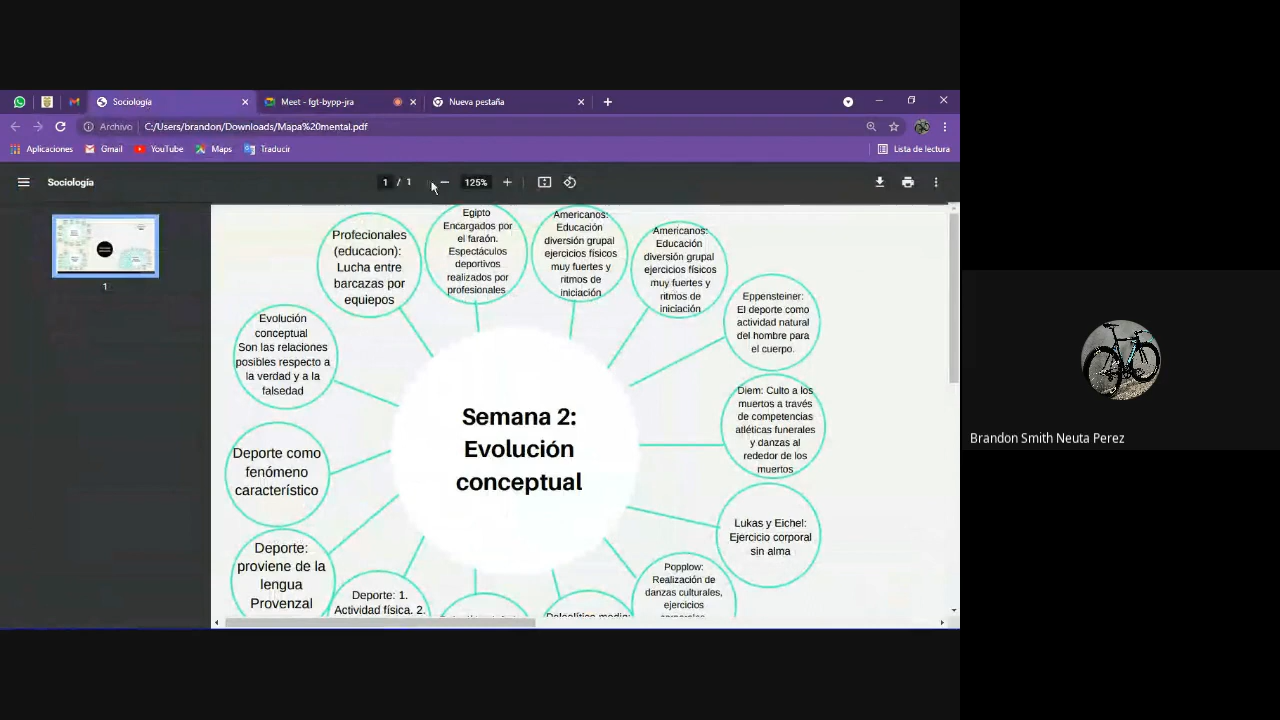 Sociología
Meet - fgt-bypp-jra
Nueva pestaña
Archivo
C:/Users/brandon/Downloads/Mapa%20mental.pdf
Aplicaciones
Gmail
YouTube
Maps
Traducir
Lista de lectura
Sociología
1 / 1
125%
1
Profecionales
(educacion):
Lucha entre
barcazas por
equiepos
Egipto
Encargados por
el faraón.
Espectáculos
deportivos
realizados por
profesionales
Americanos:
Educación
diversión grupal
ejercicios físicos
muy fuertes y
ritmos de
iniciación
Americanos:
Educación
diversión grupal
ejercicios físicos
muy fuertes y
ritmos de
iniciación
Eppensteiner:
El deporte como
actividad natural
del hombre para
el cuerpo.
Diem: Culto a los
muertos a través
de competencias
atléticas funerales
y danzas al
rededor de los
muertos
Lukas y Eichel:
Ejercicio corporal
sin alma
Popplow:
Realización de
danzas culturales,
ejercicios
Evolución
conceptual
Son las relaciones
posibles respecto a
la verdad y a la
falsedad
Deporte como
fenómeno
característico
Deporte:
proviene de la
lengua
Provenzal
Deporte: 1.
Actividad física. 2.
Semana 2:
Evolución
conceptual
Brandon Smith Neuta Perez